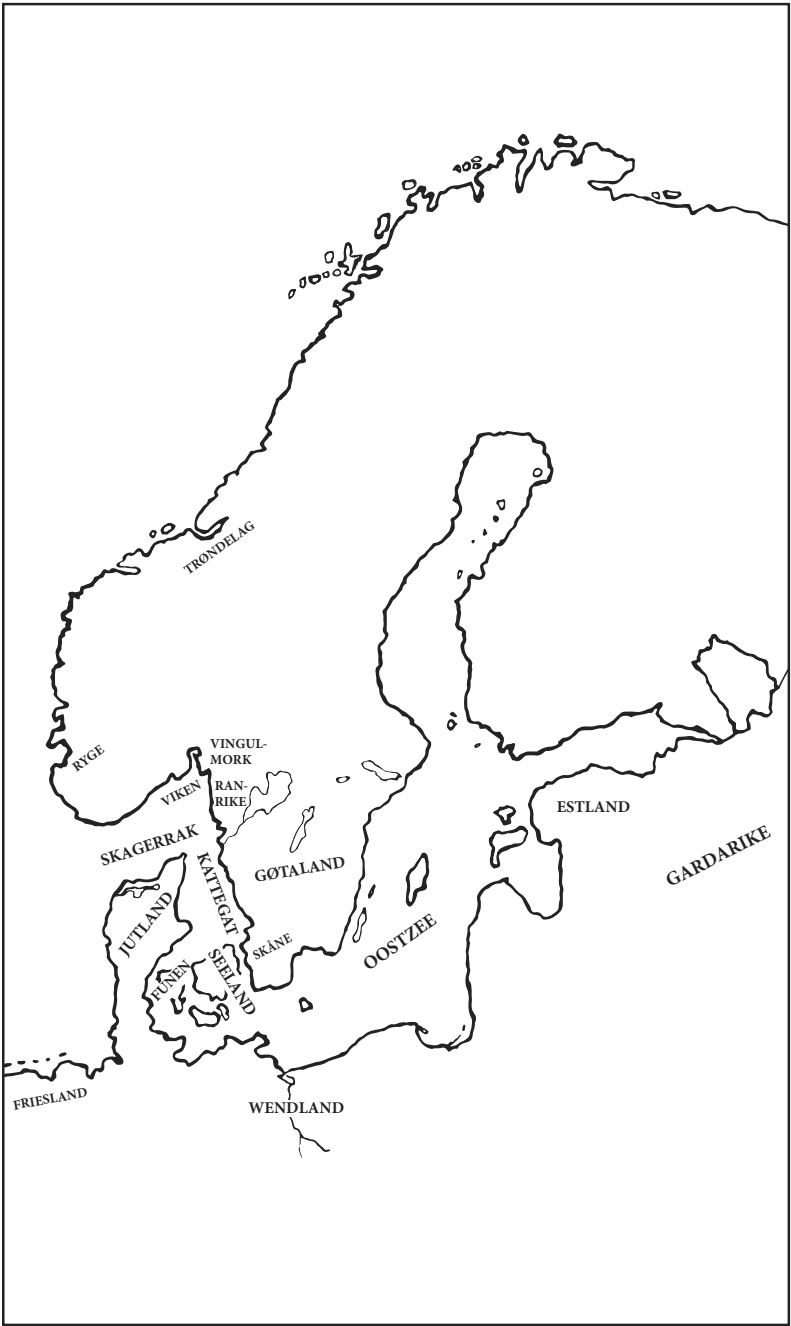 TRØNDELAG
VINGUL-
MORK
RYGE
RAN-
RIKE
VIKEN
ESTLAND
SKAGERRAK
GARDARIKE
GØTALAND
KATTEGAT
JUTLAND
OOSTZEE
SKÅNE
SEELAND
FUNEN
FRIESLAND
WENDLAND